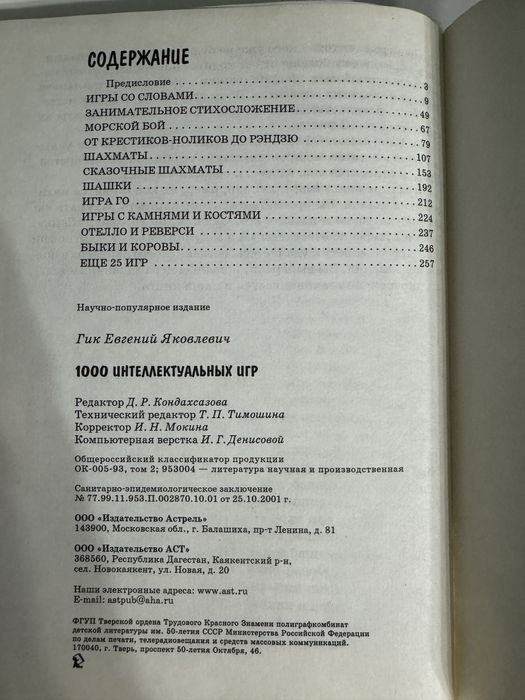 СОДЕРЖАНИЕ
Предисловие 3
ИГРЫ СО СЛОВАМИ 9
ЗАНИМАТЕЛЬНОЕ СТИХОСЛОЖЕНИЕ 49
МОРСКОЙ БОЙ 67
ОТ КРЕСТИКОВ-НОЛИКОВ ДО РЭНДЗЮ 79
ШАХМАТЫ 107
СКАЗОЧНЫЕ ШАХМАТЫ 153
ШАШКИ 192
ИГРА ГО 212
ИГРЫ С КАМНЯМИ И КОСТЯМИ 224
ОТЕЛЛО И РЕВЕРСИ 237
БЫКИ И КОРОВЫ 246
ЕЩЕ 25 ИГР 257
Научно-популярное издание
Гик Евгений Яковлевич
1000 ИНТЕЛЛЕКТУАЛЬНЫХ ИГР
Редактор Д. Р. Кондахсазова
Технический редактор Т. П. Тимошина
Корректор И. Н. Мокина
Компьютерная верстка И. Г. Денисовой
Общероссийский классификатор продукции
ОК-005-93, том 2; 953004 — литература научная и производственная
Санитарно-эпидемиологическое заключение
№ 77.99.11.953.П.002870.10.01 от 25.10.2001 г.
ООО «Издательство Астрель»
143900, Московская обл., г. Балашиха, пр-т Ленина, д. 81
ООО «Издательство АСТ»
368560, Республика Дагестан, Каякентский р-н,
сел. Новокаякент, ул. Новая, д. 20
Наши электронные адреса: www.ast.ru
E-mail: astpub@aha.ru
ФГУП Тверской ордена Трудового Красного Знамени полиграфкомбинат
детской литературы им. 50-летия СССР Министерства Российской Федерации
по делам печати, телерадиовещания и средств массовых коммуникаций.
170040, г. Тверь, проспект 50-летия Октября, 46.